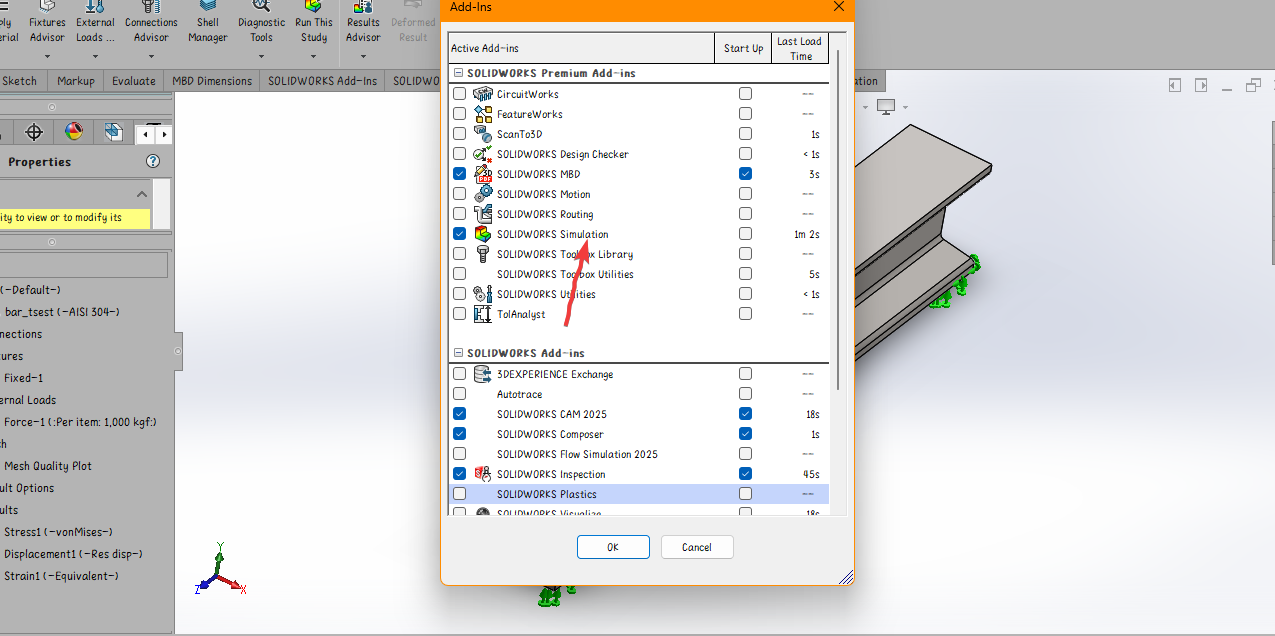 Add-Ins
Fixtures Advisor
External Loads ...
Connections Advisor
Shell Manager
Diagnostic Tools
Run This Study
Results Advisor
Deformed Result
Sketch
Markup
Evaluate
MBD Dimensions
SOLIDWORKS Add-Ins
Properties
ity to view or to modify its
(-Default-)
bar_tsest (-AISI 304-)
nections
ures
Fixed-1
ernal Loads
Force-1 (:Per item: 1,000 kgf:)
Mesh Quality Plot
ult Options
ults
Stress1 (-vonMises-)
Displacement1 (-Res disp-)
Strain1 (-Equivalent-)
Y
Z
X
Active Add-ins
Start Up
Last Load Time
SOLIDWORKS Premium Add-ins
CircuitWorks --
FeatureWorks --
ScanTo3D 1s
SOLIDWORKS Design Checker < 1s
SOLIDWORKS MBD 3s
SOLIDWORKS Motion --
SOLIDWORKS Routing --
SOLIDWORKS Simulation 1m 2s
SOLIDWORKS Toolbox Library --
SOLIDWORKS Toolbox Utilities 5s
SOLIDWORKS Utilities < 1s
TolAnalyst --
SOLIDWORKS Add-ins
3DEXPERIENCE Exchange --
Autotrace --
SOLIDWORKS CAM 2025 18s
SOLIDWORKS Composer 1s
SOLIDWORKS Flow Simulation 2025 --
SOLIDWORKS Inspection 45s
SOLIDWORKS Plastics --
SOLIDWORKS Visualize 18s
OK
Cancel